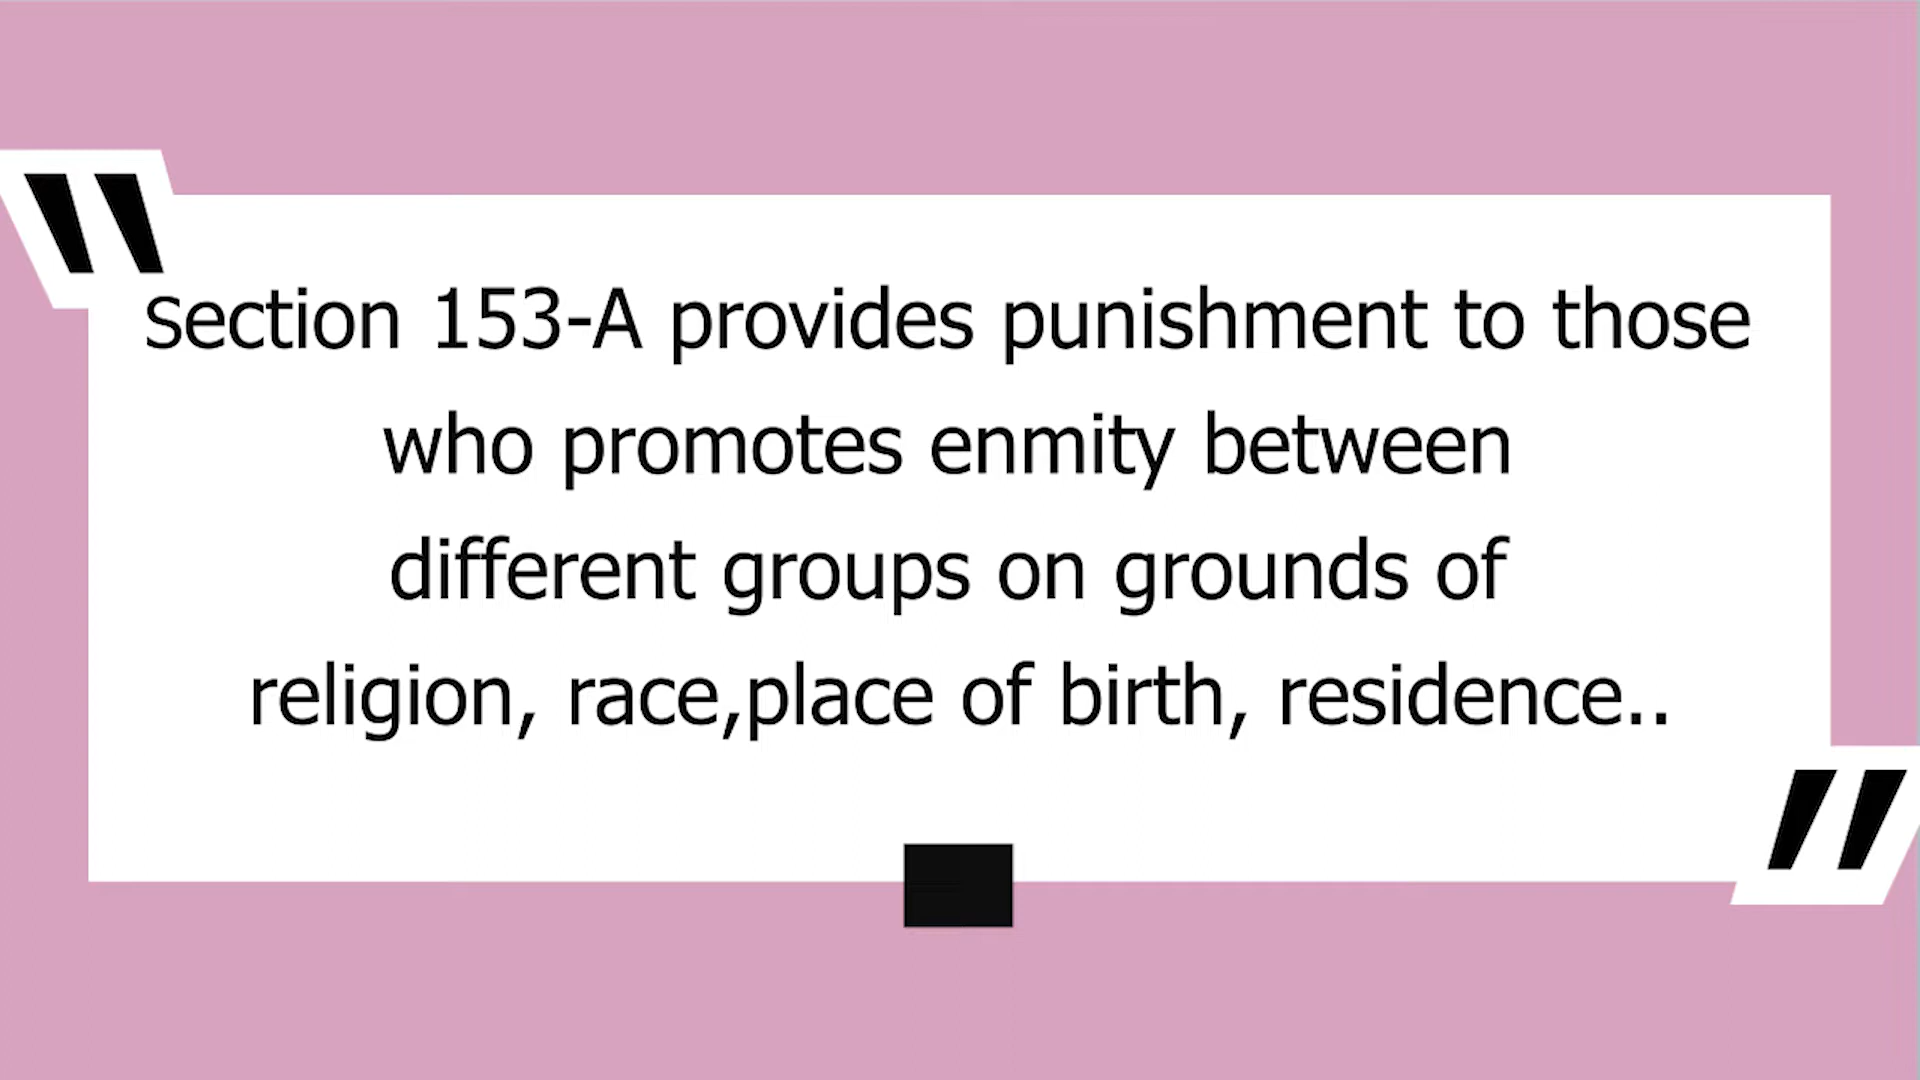 Section 153-A provides punishment to those
who promotes enmity between
different groups on grounds of
religion, race,place of birth, residence..